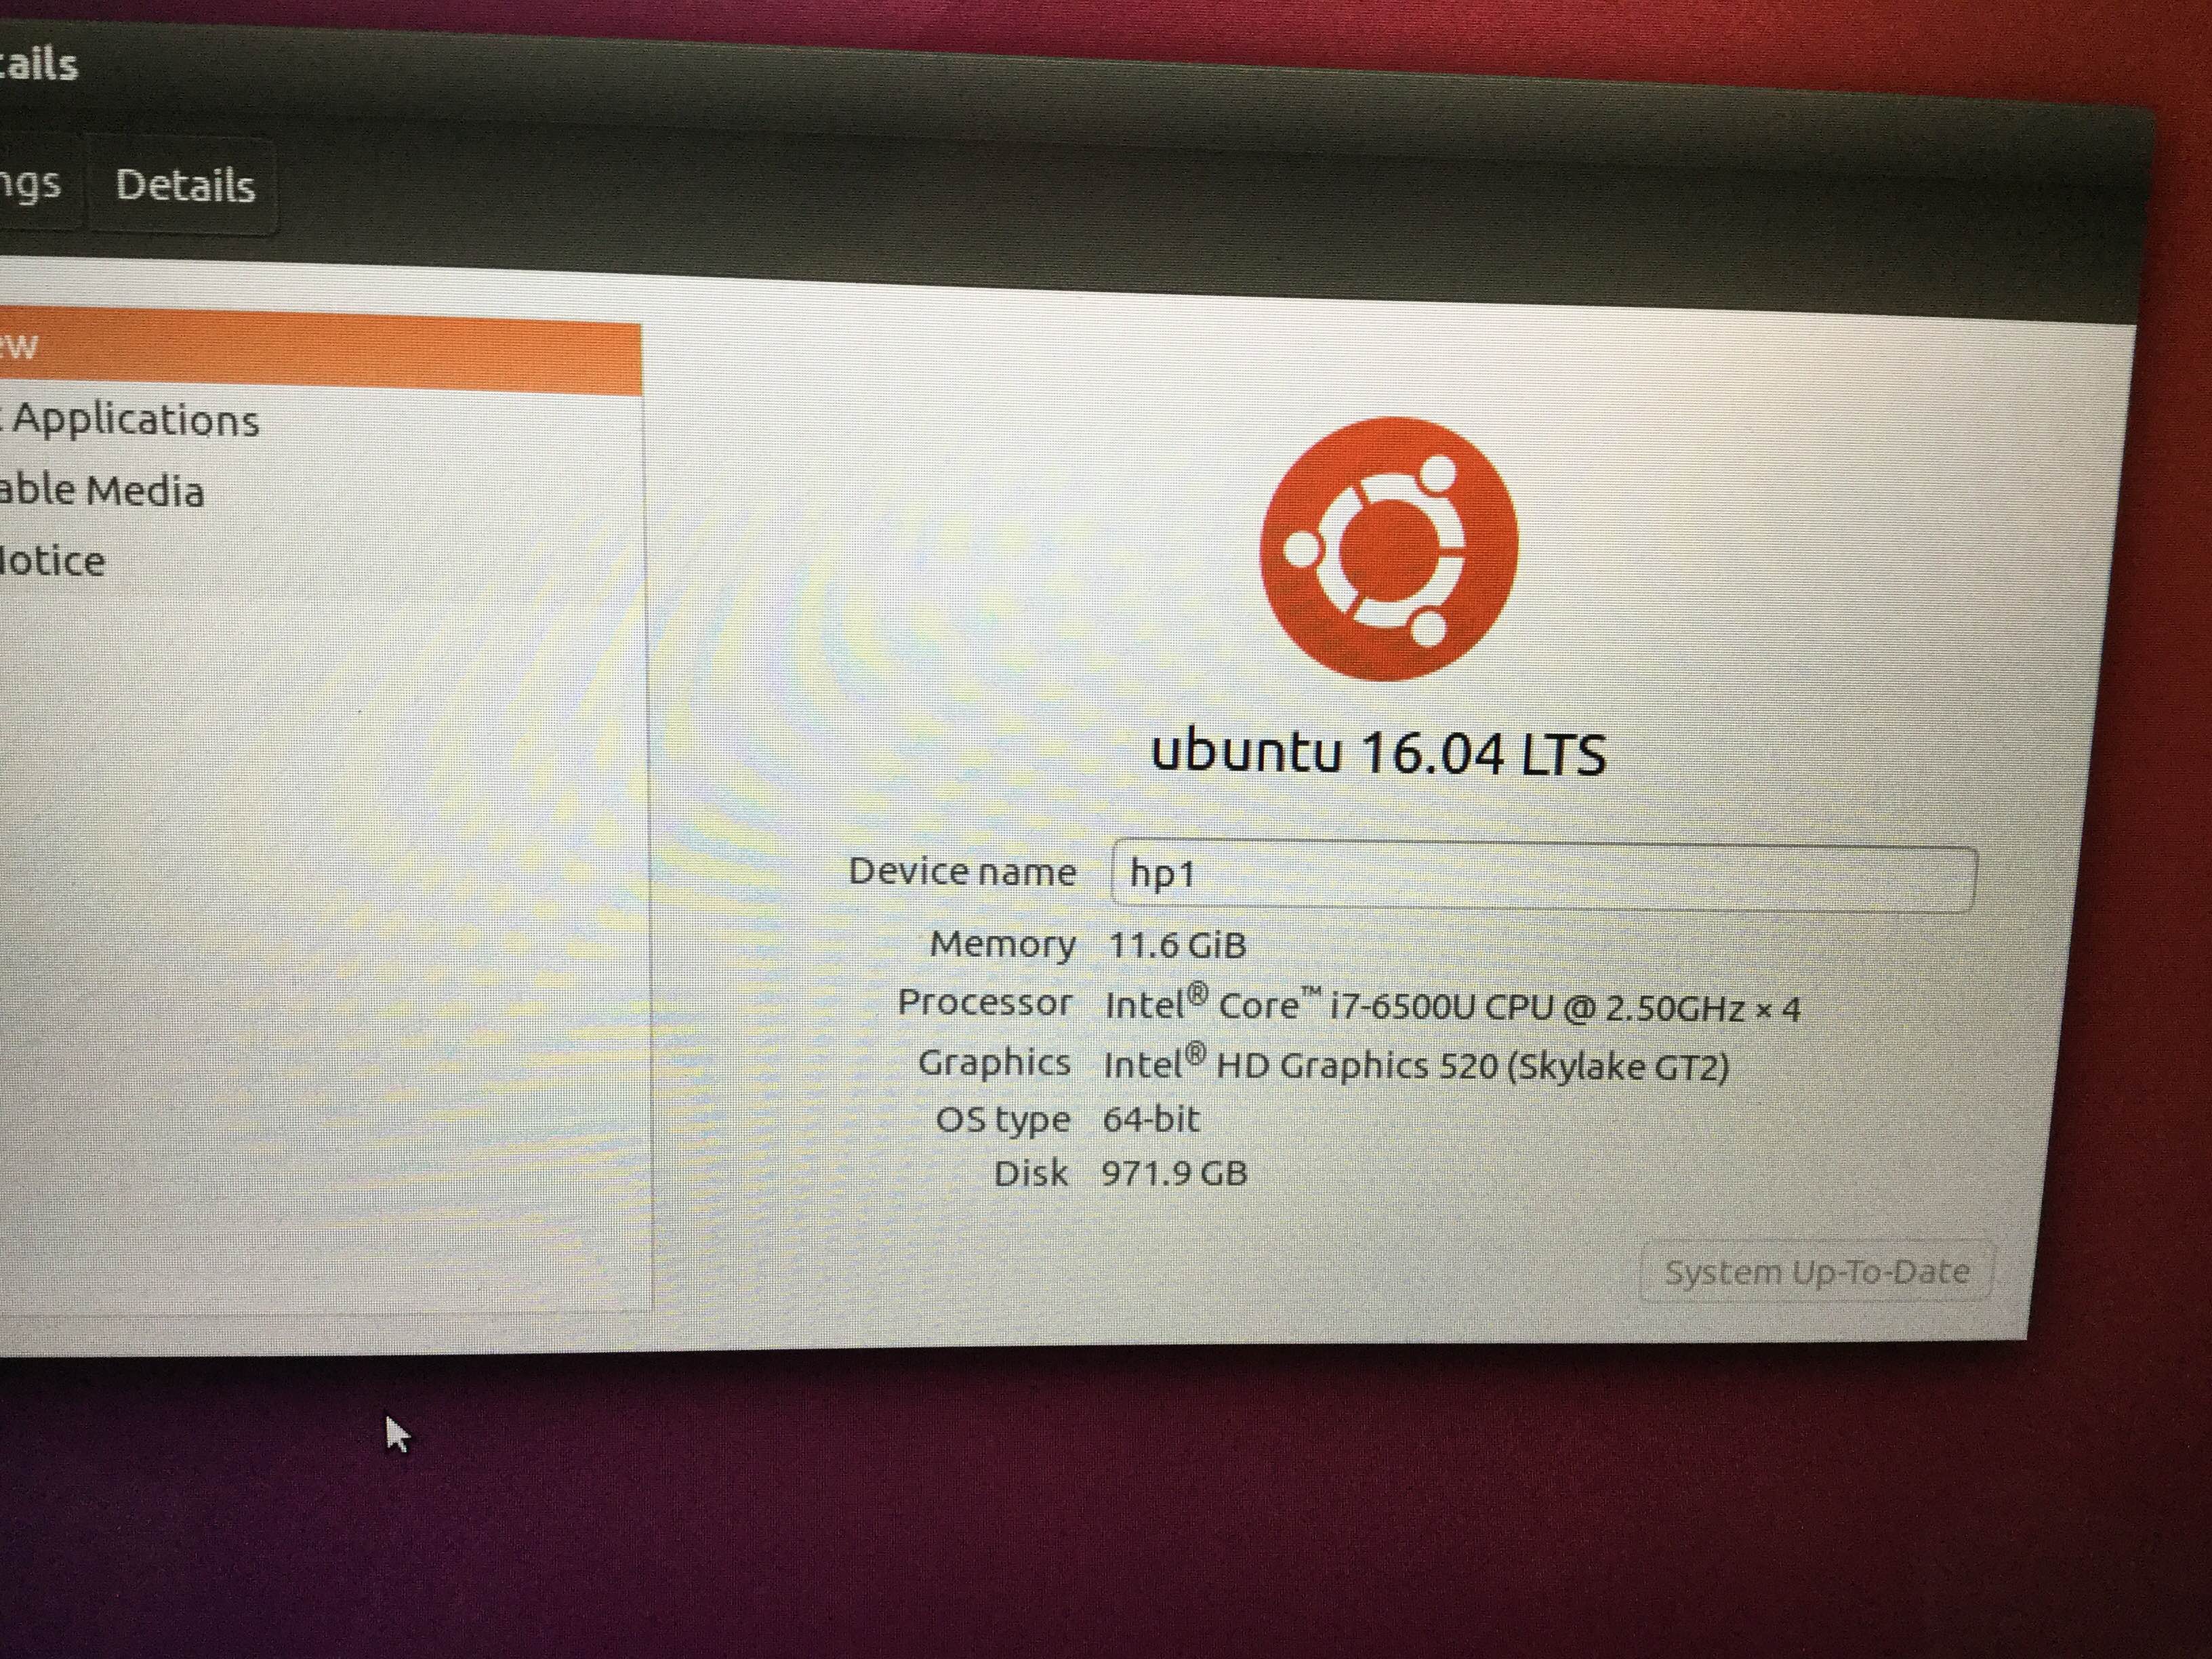 tails
ngs Details
ew
t Applications
able Media
Notice
ubuntu 16.04 LTS
Device name hp1
Memory 11.6 GiB
Processor Intel® Core™ i7-6500U CPU @ 2.50GHz × 4
Graphics Intel® HD Graphics 520 (Skylake GT2)
OS type 64-bit
Disk 971.9 GB
System Up-To-Date